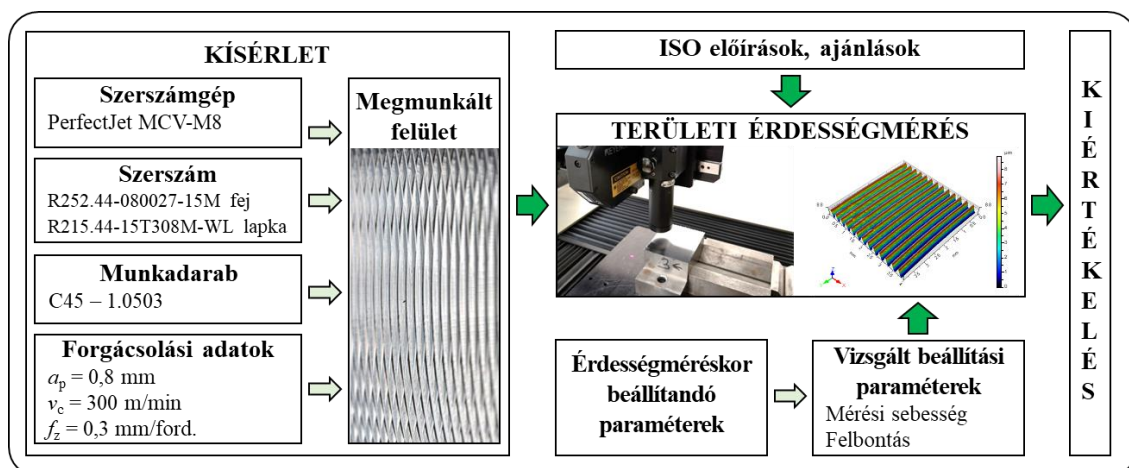 KÍSÉRLET
Szerszámgép
PerfectJet MCV-M8
Szerszám
R252.44-080027-15M fej
R215.44-15T308M-WL lapka
Munkadarab
C45 – 1.0503
Forgácsolási adatok
ap = 0,8 mm
vc = 300 m/min
fz = 0,3 mm/ford.
Megmunkált
felület
ISO előírások, ajánlások
TERÜLETI ÉRDESSÉGMÉRÉS
Érdességméréskor
beállítandó
paraméterek
Vizsgált beállítási
paraméterek
Mérési sebesség
Felbontás
KIÉRTÉKELÉS